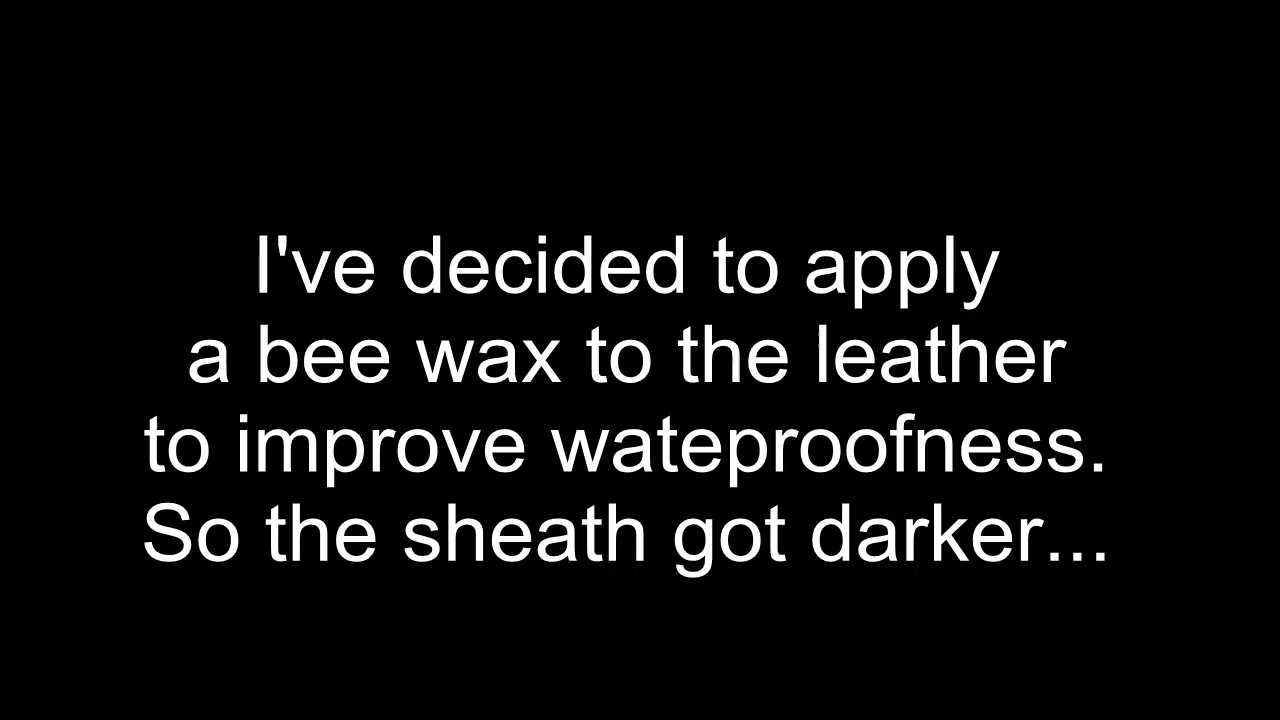 I've decided to apply
a bee wax to the leather
to improve wateproofness.
So the sheath got darker...